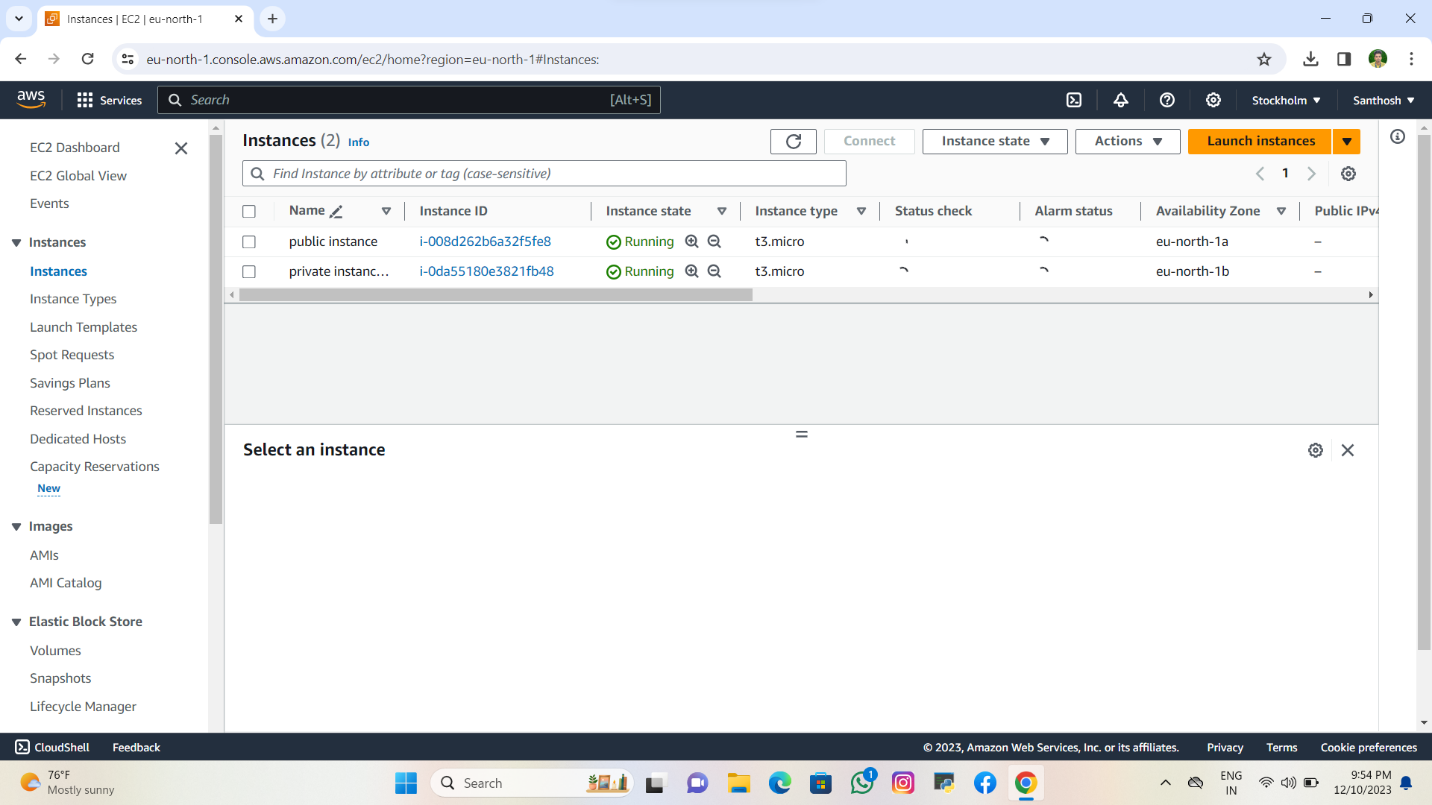 Instances | EC2 | eu-north-1
eu-north-1.console.aws.amazon.com/ec2/home?region=eu-north-1#Instances:
aws
Services
Search
[Alt+S]
Stockholm
Santhosh
EC2 Dashboard
EC2 Global View
Events
Instances
Instances
Instance Types
Launch Templates
Spot Requests
Savings Plans
Reserved Instances
Dedicated Hosts
Capacity Reservations
New
Images
AMIs
AMI Catalog
Elastic Block Store
Volumes
Snapshots
Lifecycle Manager
Instances (2) Info
Connect
Instance state
Actions
Launch instances
Find Instance by attribute or tag (case-sensitive)
1
Name Instance ID Instance state Instance type Status check Alarm status Availability Zone Public IPv4
public instance i-008d262b6a32f5fe8 Running t3.micro eu-north-1a –
private instanc... i-0da55180e3821fb48 Running t3.micro eu-north-1b –
Select an instance
CloudShell Feedback © 2023, Amazon Web Services, Inc. or its affiliates. Privacy Terms Cookie preferences
76°F
Mostly sunny
Search
1
ENG
IN
9:54 PM
12/10/2023